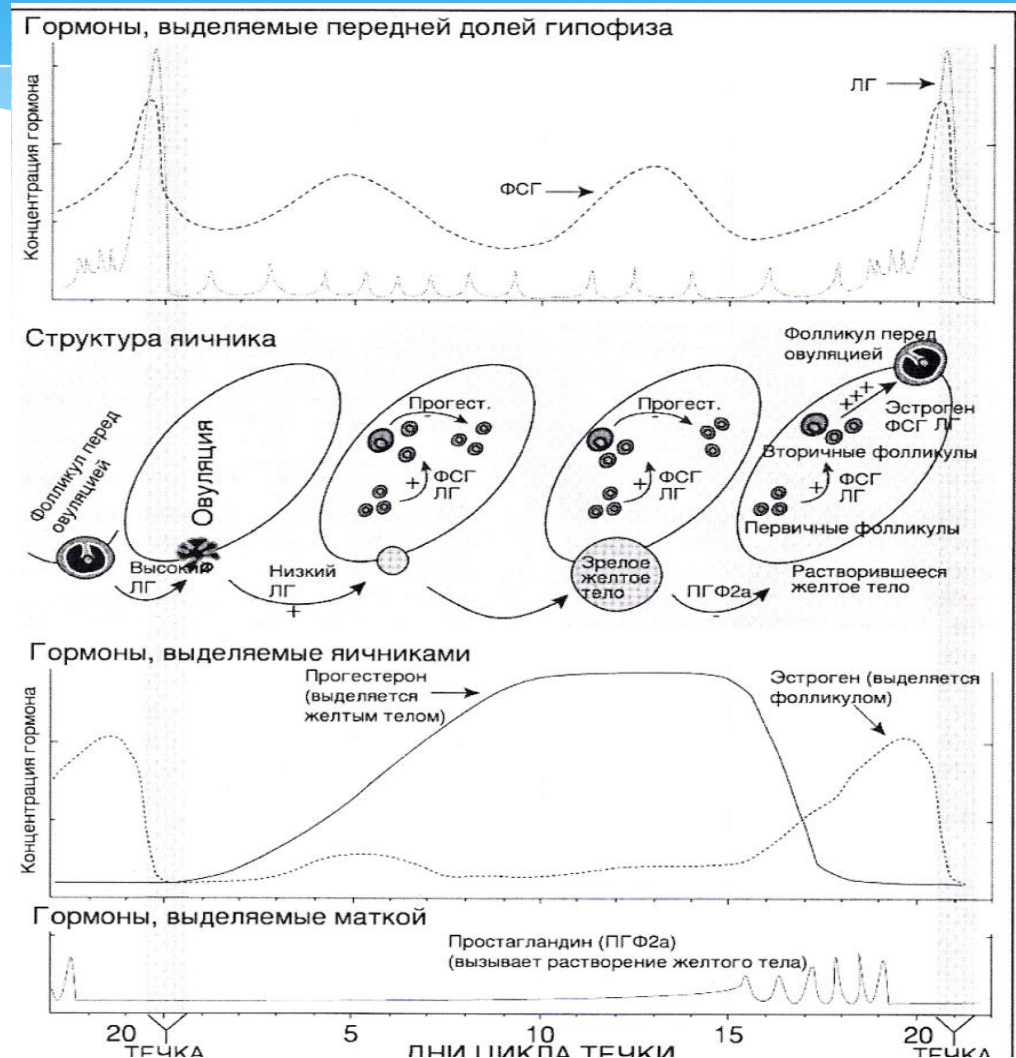 Гормоны, выделяемые передней долей гипофиза
Концентрация гормона
ЛГ
ФСГ
Структура яичника
Фолликул перед
овуляцией
Фолликул перед
овуляцией
Овуляция
Прогест.
Прогест.
Эстроген
ФСГ ЛГ
Вторичные фолликулы
+
-
+
ФСГ
ЛГ
-
+
ФСГ
ЛГ
+++
+
ФСГ
ЛГ
Первичные фолликулы
Высокий
ЛГ
Низкий
ЛГ
+
Зрелое
желтое
тело
ПГФ2а
-
Растворившееся
желтое тело
Гормоны, выделяемые яичниками
Концентрация гормона
Прогестерон
(выделяется
желтым телом)
Эстроген (выделяется
фолликулом)
Гормоны, выделяемые маткой
Простагландин (ПГФ2а)
(вызывает растворение желтого тела)
20 5 10 15 20
ТЕЧКА ДНИ ЦИКЛА ТЕЧКИ ТЕЧКА